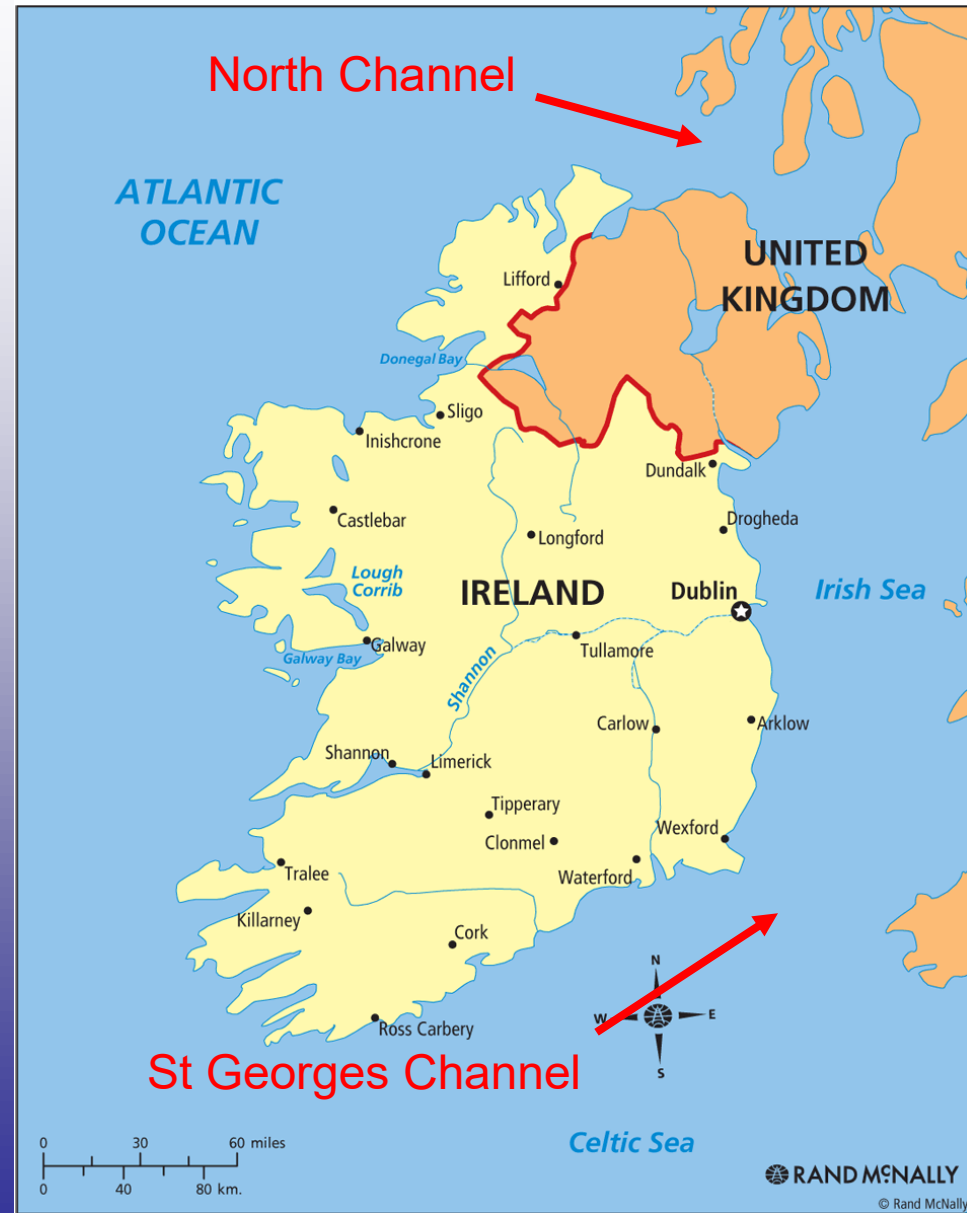 North Channel
ATLANTIC
OCEAN
UNITED
KINGDOM
Lifford
Donegal Bay
Sligo
Inishcrone
Dundalk
Castlebar
Drogheda
Longford
Lough
Corrib
IRELAND
Dublin
Irish Sea
Galway
Galway Bay
Tullamore
Shannon
Carlow
Arklow
Shannon
Limerick
Tipperary
Clonmel
Wexford
Waterford
Tralee
Killarney
Cork
N
W
E
S
Ross Carbery
St Georges Channel
Celtic Sea
0 30 60 miles
0 40 80 km.
RAND McNALLY
© Rand McNally